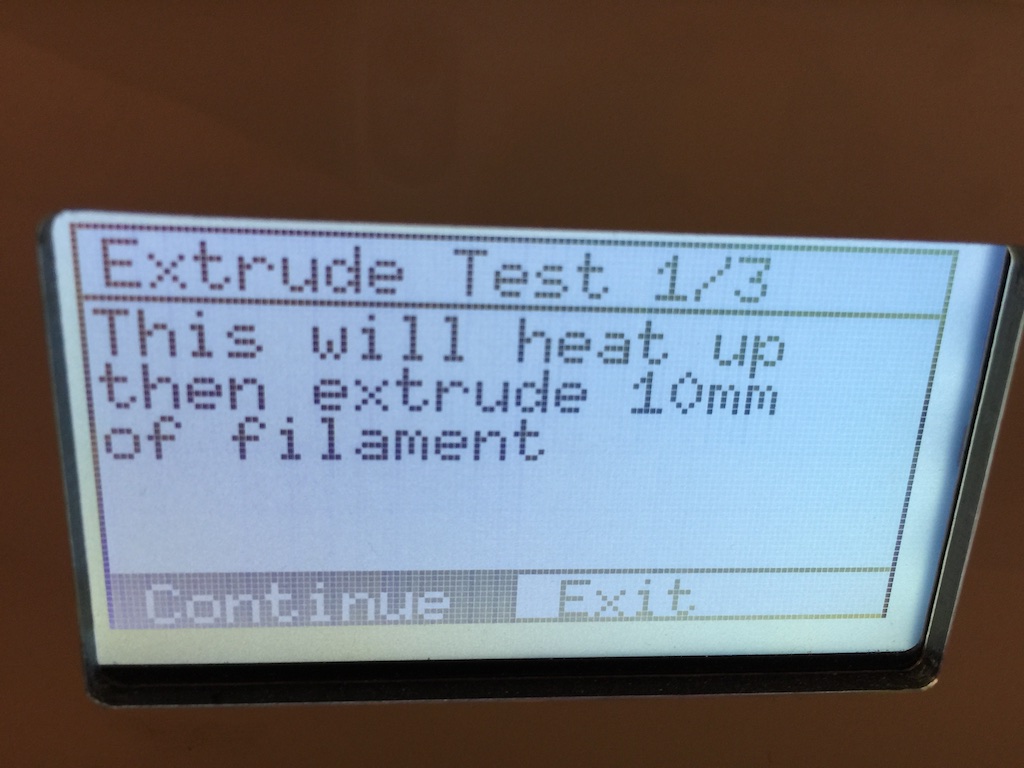 Extrude Test 1/3
This will heat up
then extrude 10mm
of filament
Continue Exit